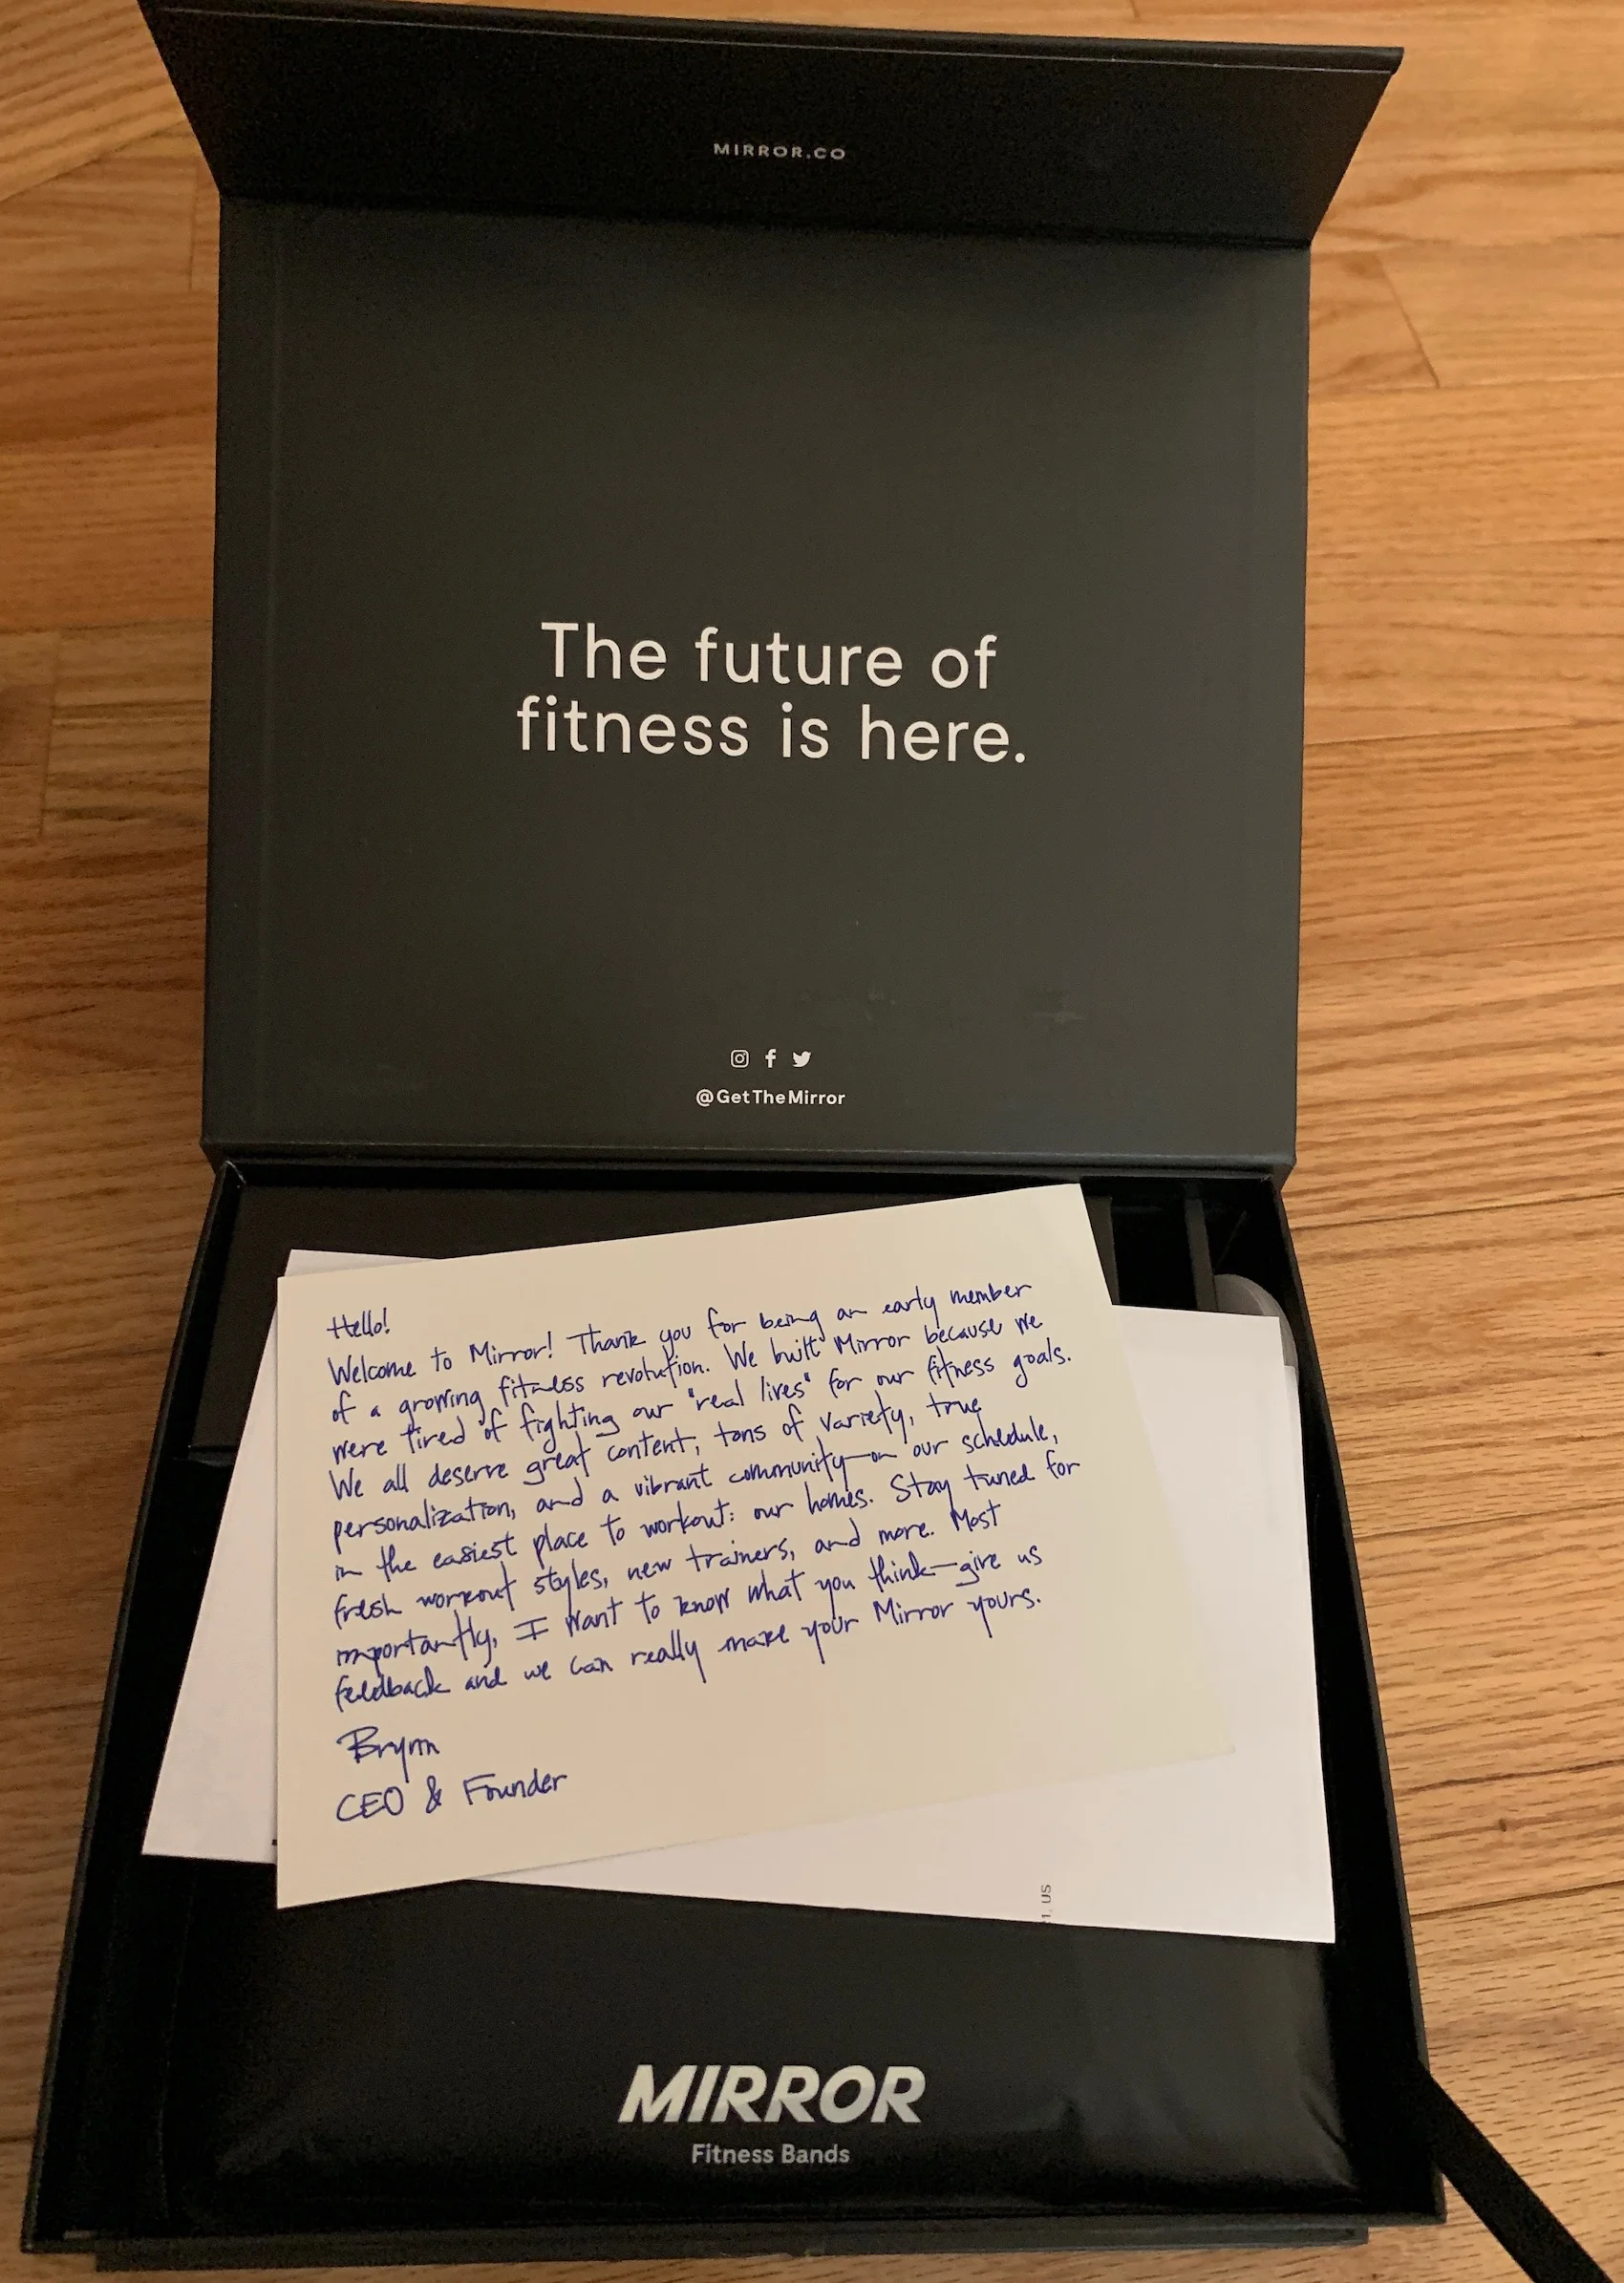 MIRROR.CO
The future of
fitness is here.
@GetTheMirror
Hello!
Welcome to Mirror! Thank you for being an early member
of a growing fitness revolution. We built Mirror because we
were tired of fighting our "real lives" for our fitness goals.
We all deserve great content, tons of variety, true
personalization, and a vibrant community—on our schedule,
in the easiest place to workout: our homes. Stay tuned for
fresh workout styles, new trainers, and more. Most
importantly, I want to know what you think—give us
feedback and we can really make your Mirror yours.
Brynn
CEO & Founder
US
MIRROR
Fitness Bands